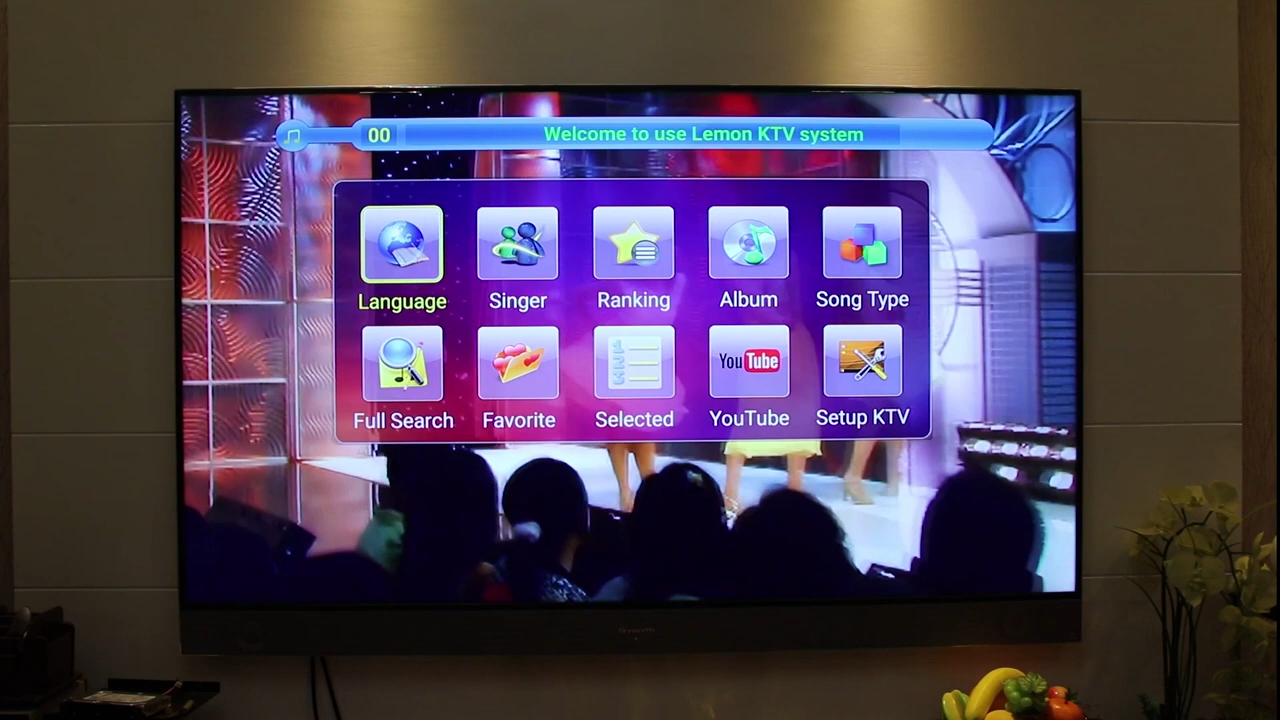 00 Welcome to use Lemon KTV system
Language Singer Ranking Album Song Type
YouTube
Full Search Favorite Selected YouTube Setup KTV